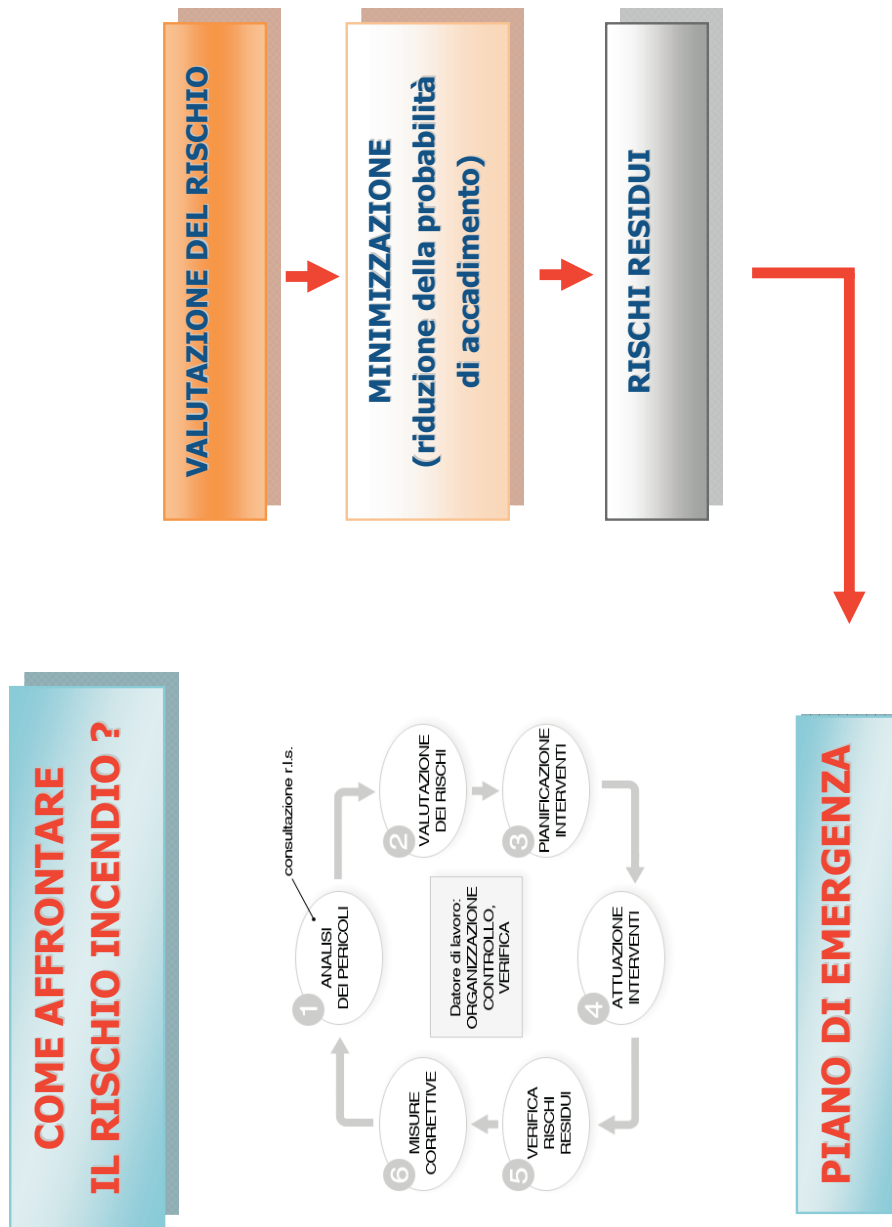 COME AFFRONTARE
IL RISCHIO INCENDIO ?
VALUTAZIONE DEL RISCHIO
MINIMIZZAZIONE
(riduzione della probabilità
di accadimento)
RISCHI RESIDUI
consultazione r.l.s.
1
ANALISI
DEI PERICOLI
2
VALUTAZIONE
DEI RISCHI
3
PIANIFICAZIONE
INTERVENTI
4
ATTUAZIONE
INTERVENTI
5
VERIFICA
RISCHI
RESIDUI
6
MISURE
CORRETTIVE
Datore di lavoro:
ORGANIZZAZIONE
CONTROLLO,
VERIFICA
PIANO DI EMERGENZA